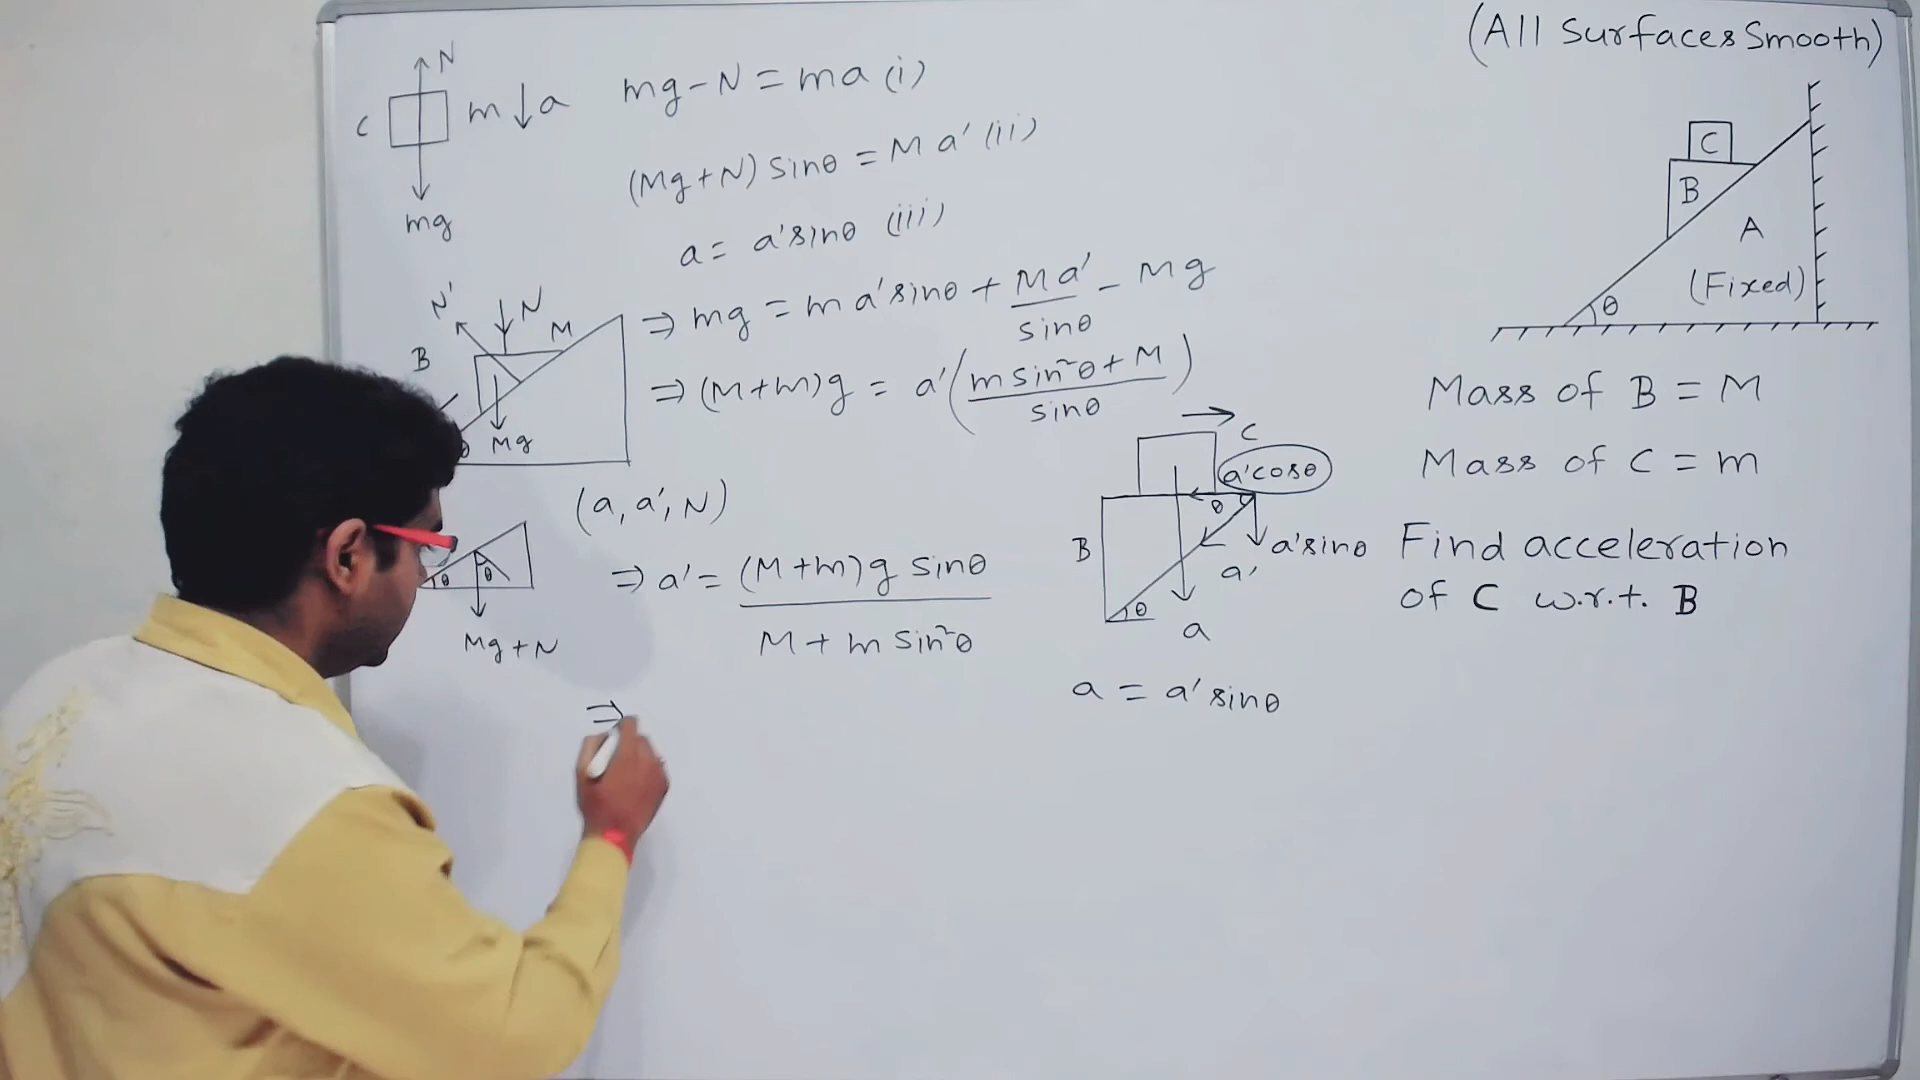 (All Surfaces Smooth)
N
C
m ↓ a
mg
mg - N = ma (i)
(Mg + N) sinθ = M a' (ii)
a = a' sinθ (iii)
⇒ mg = m a' sinθ + Ma'/sinθ - Mg
⇒ (M+m)g = a' ((m sin²θ + M)/sinθ)
N'
N
M
B
Mg
θ
(a, a', N)
θ
θ
Mg + N
⇒ a' = (M+m)g sinθ / (M + m sin²θ)
⇒
C
a'cosθ
θ
B
a' sinθ
a'
θ
a
a = a' sinθ
C
B
A
(Fixed)
θ
Mass of B = M
Mass of C = m
Find acceleration
of C w.r.t. B